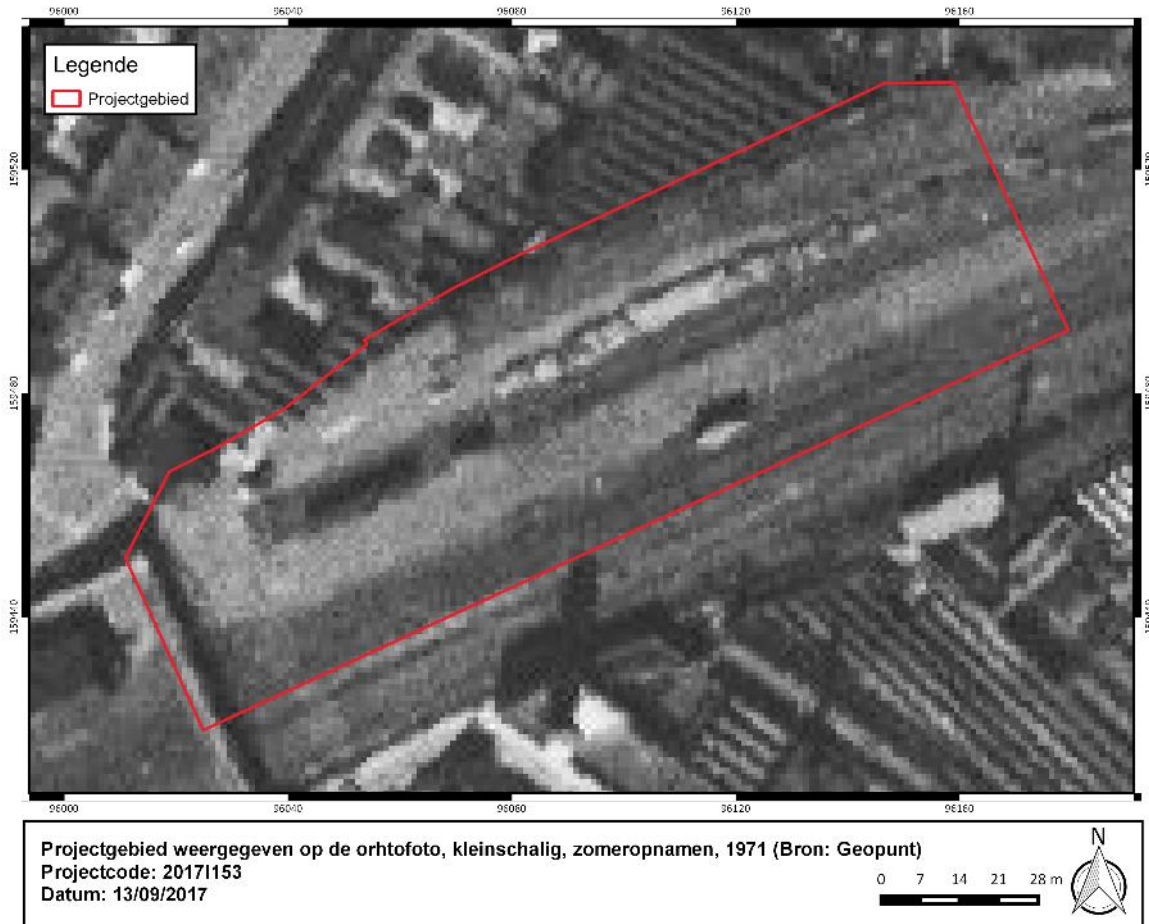 96000 96040 96080 96120 96160
Legende
Projectgebied
159520
159480
159440
96000 96040 96080 96120 96160
Projectgebied weergegeven op de orhtofoto, kleinschalig, zomeropnamen, 1971 (Bron: Geopunt)
Projectcode: 2017I153
Datum: 13/09/2017
N
0 7 14 21 28 m